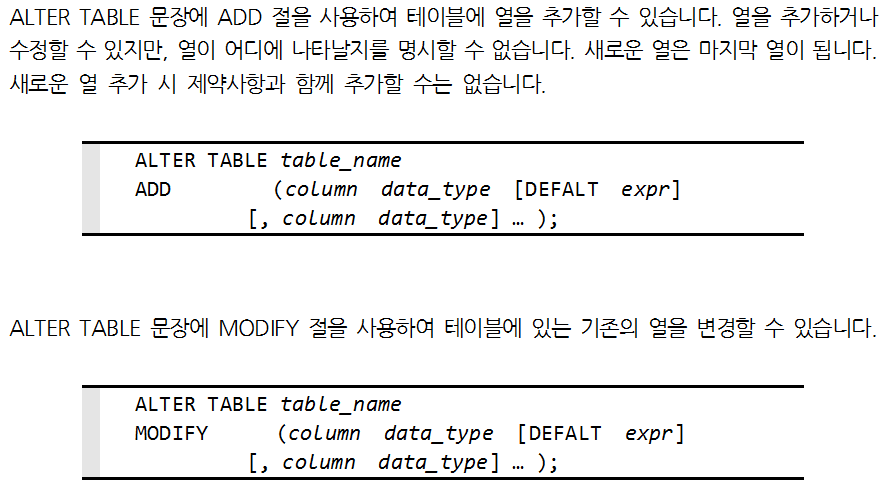 ALTER TABLE 문장에 ADD 절을 사용하여 테이블에 열을 추가할 수 있습니다. 열을 추가하거나
수정할 수 있지만, 열이 어디에 나타날지를 명시할 수 없습니다. 새로운 열은 마지막 열이 됩니다.
새로운 열 추가 시 제약사항과 함께 추가할 수는 없습니다.
ALTER TABLE table_name
ADD (column data_type [DEFALT expr]
[, column data_type] … );
ALTER TABLE 문장에 MODIFY 절을 사용하여 테이블에 있는 기존의 열을 변경할 수 있습니다.
ALTER TABLE table_name
MODIFY (column data_type [DEFALT expr]
[, column data_type] … );